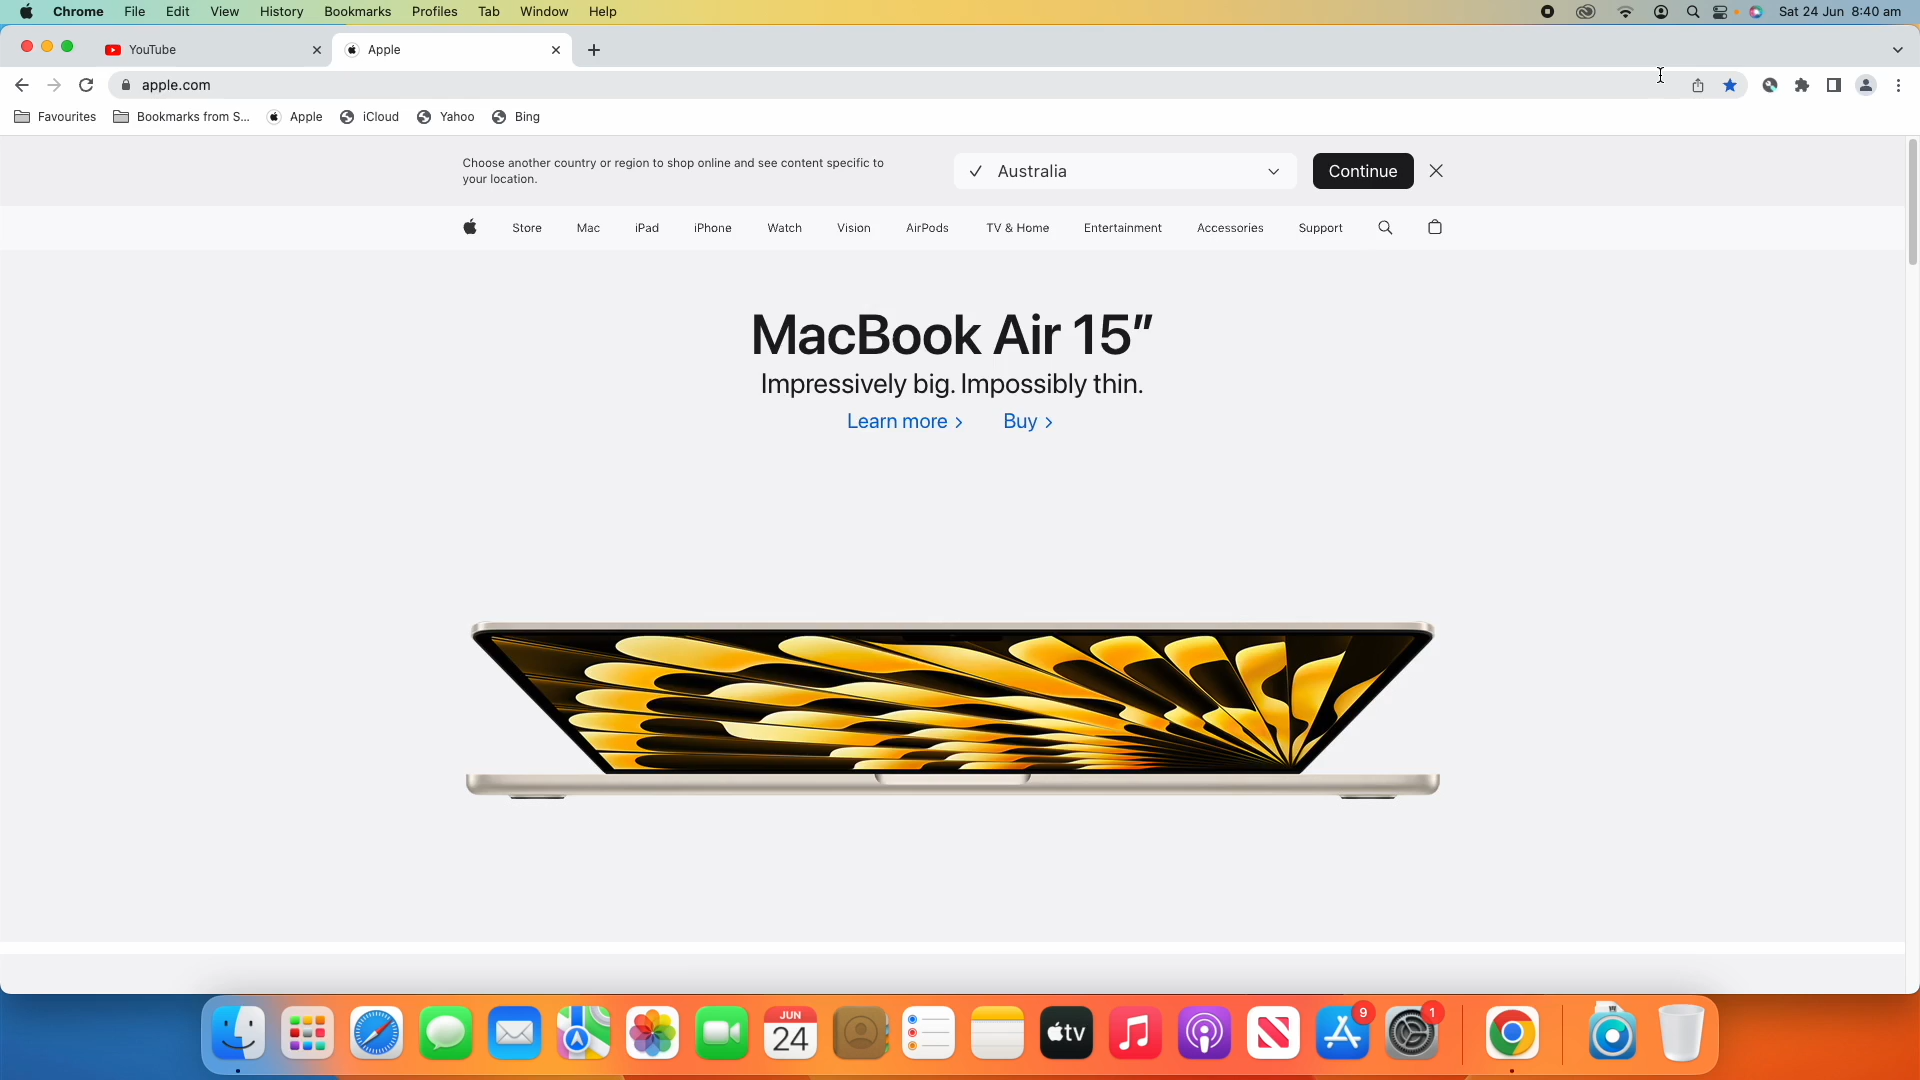 Chrome File Edit View History Bookmarks Profiles Tab Window Help Sat 24 Jun 8:40 am
YouTube Apple
apple.com
Favourites Bookmarks from S... Apple iCloud Yahoo Bing
Choose another country or region to shop online and see content specific to
your location.
Australia Continue
Store Mac iPad iPhone Watch Vision AirPods TV & Home Entertainment Accessories Support
MacBook Air 15”
Impressively big. Impossibly thin.
Learn more > Buy >
JUN
24
tv
9
1